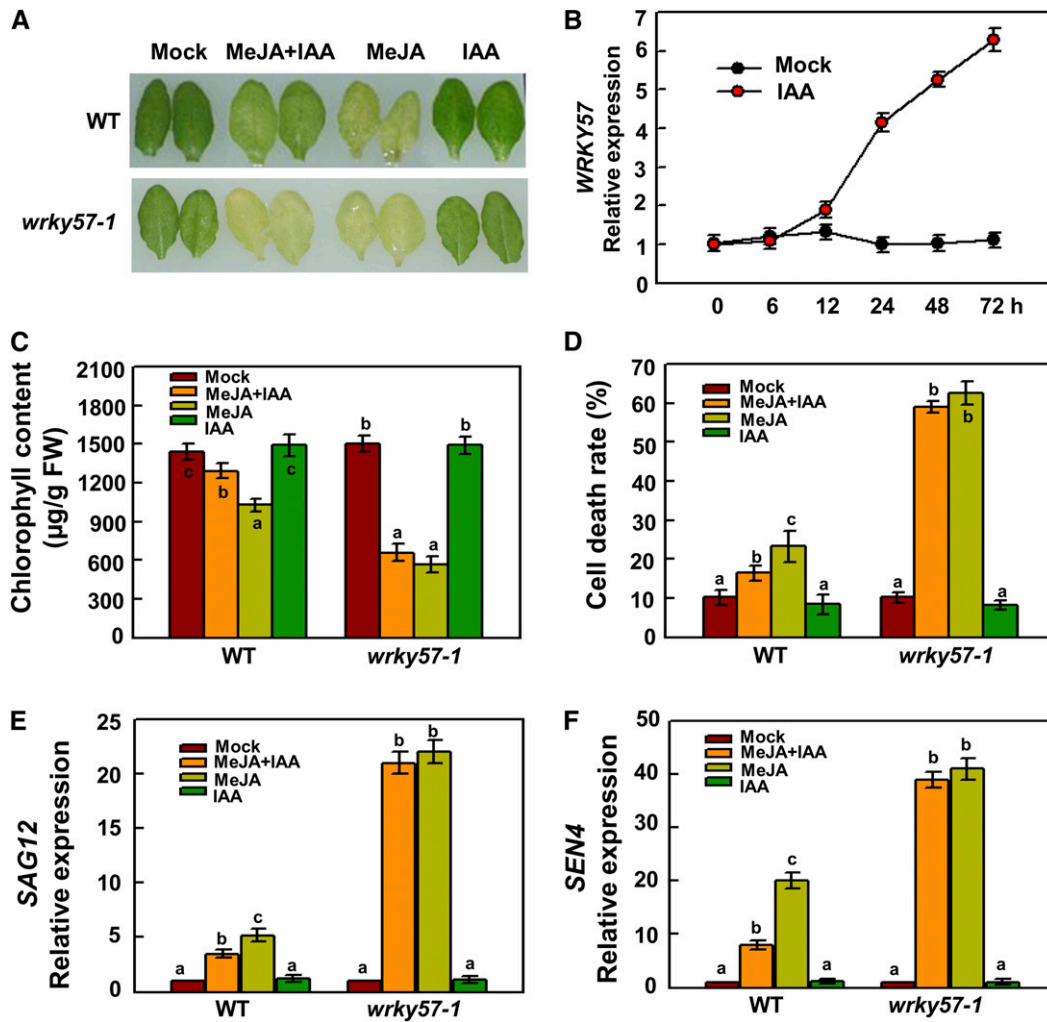 A
Mock MeJA+IAA MeJA IAA
WT
wrky57-1
B
WRKY57
Relative expression
7
6
5
4
3
2
1
0
Mock
IAA
0 6 12 24 48 72 h
C
Chlorophyll content
(µg/g FW)
2100
1800
1500
1200
900
600
300
0
Mock
MeJA+IAA
MeJA
IAA
c b a c b a a b
WT wrky57-1
D
Cell death rate (%)
70
60
50
40
30
20
10
0
Mock
MeJA+IAA
MeJA
IAA
a b c a a b b a
WT wrky57-1
E
SAG12
Relative expression
25
20
15
10
5
0
Mock
MeJA+IAA
MeJA
IAA
a b c a a b b a
WT wrky57-1
F
SEN4
Relative expression
50
40
30
20
10
0
Mock
MeJA+IAA
MeJA
IAA
a b c a a b b a
WT wrky57-1